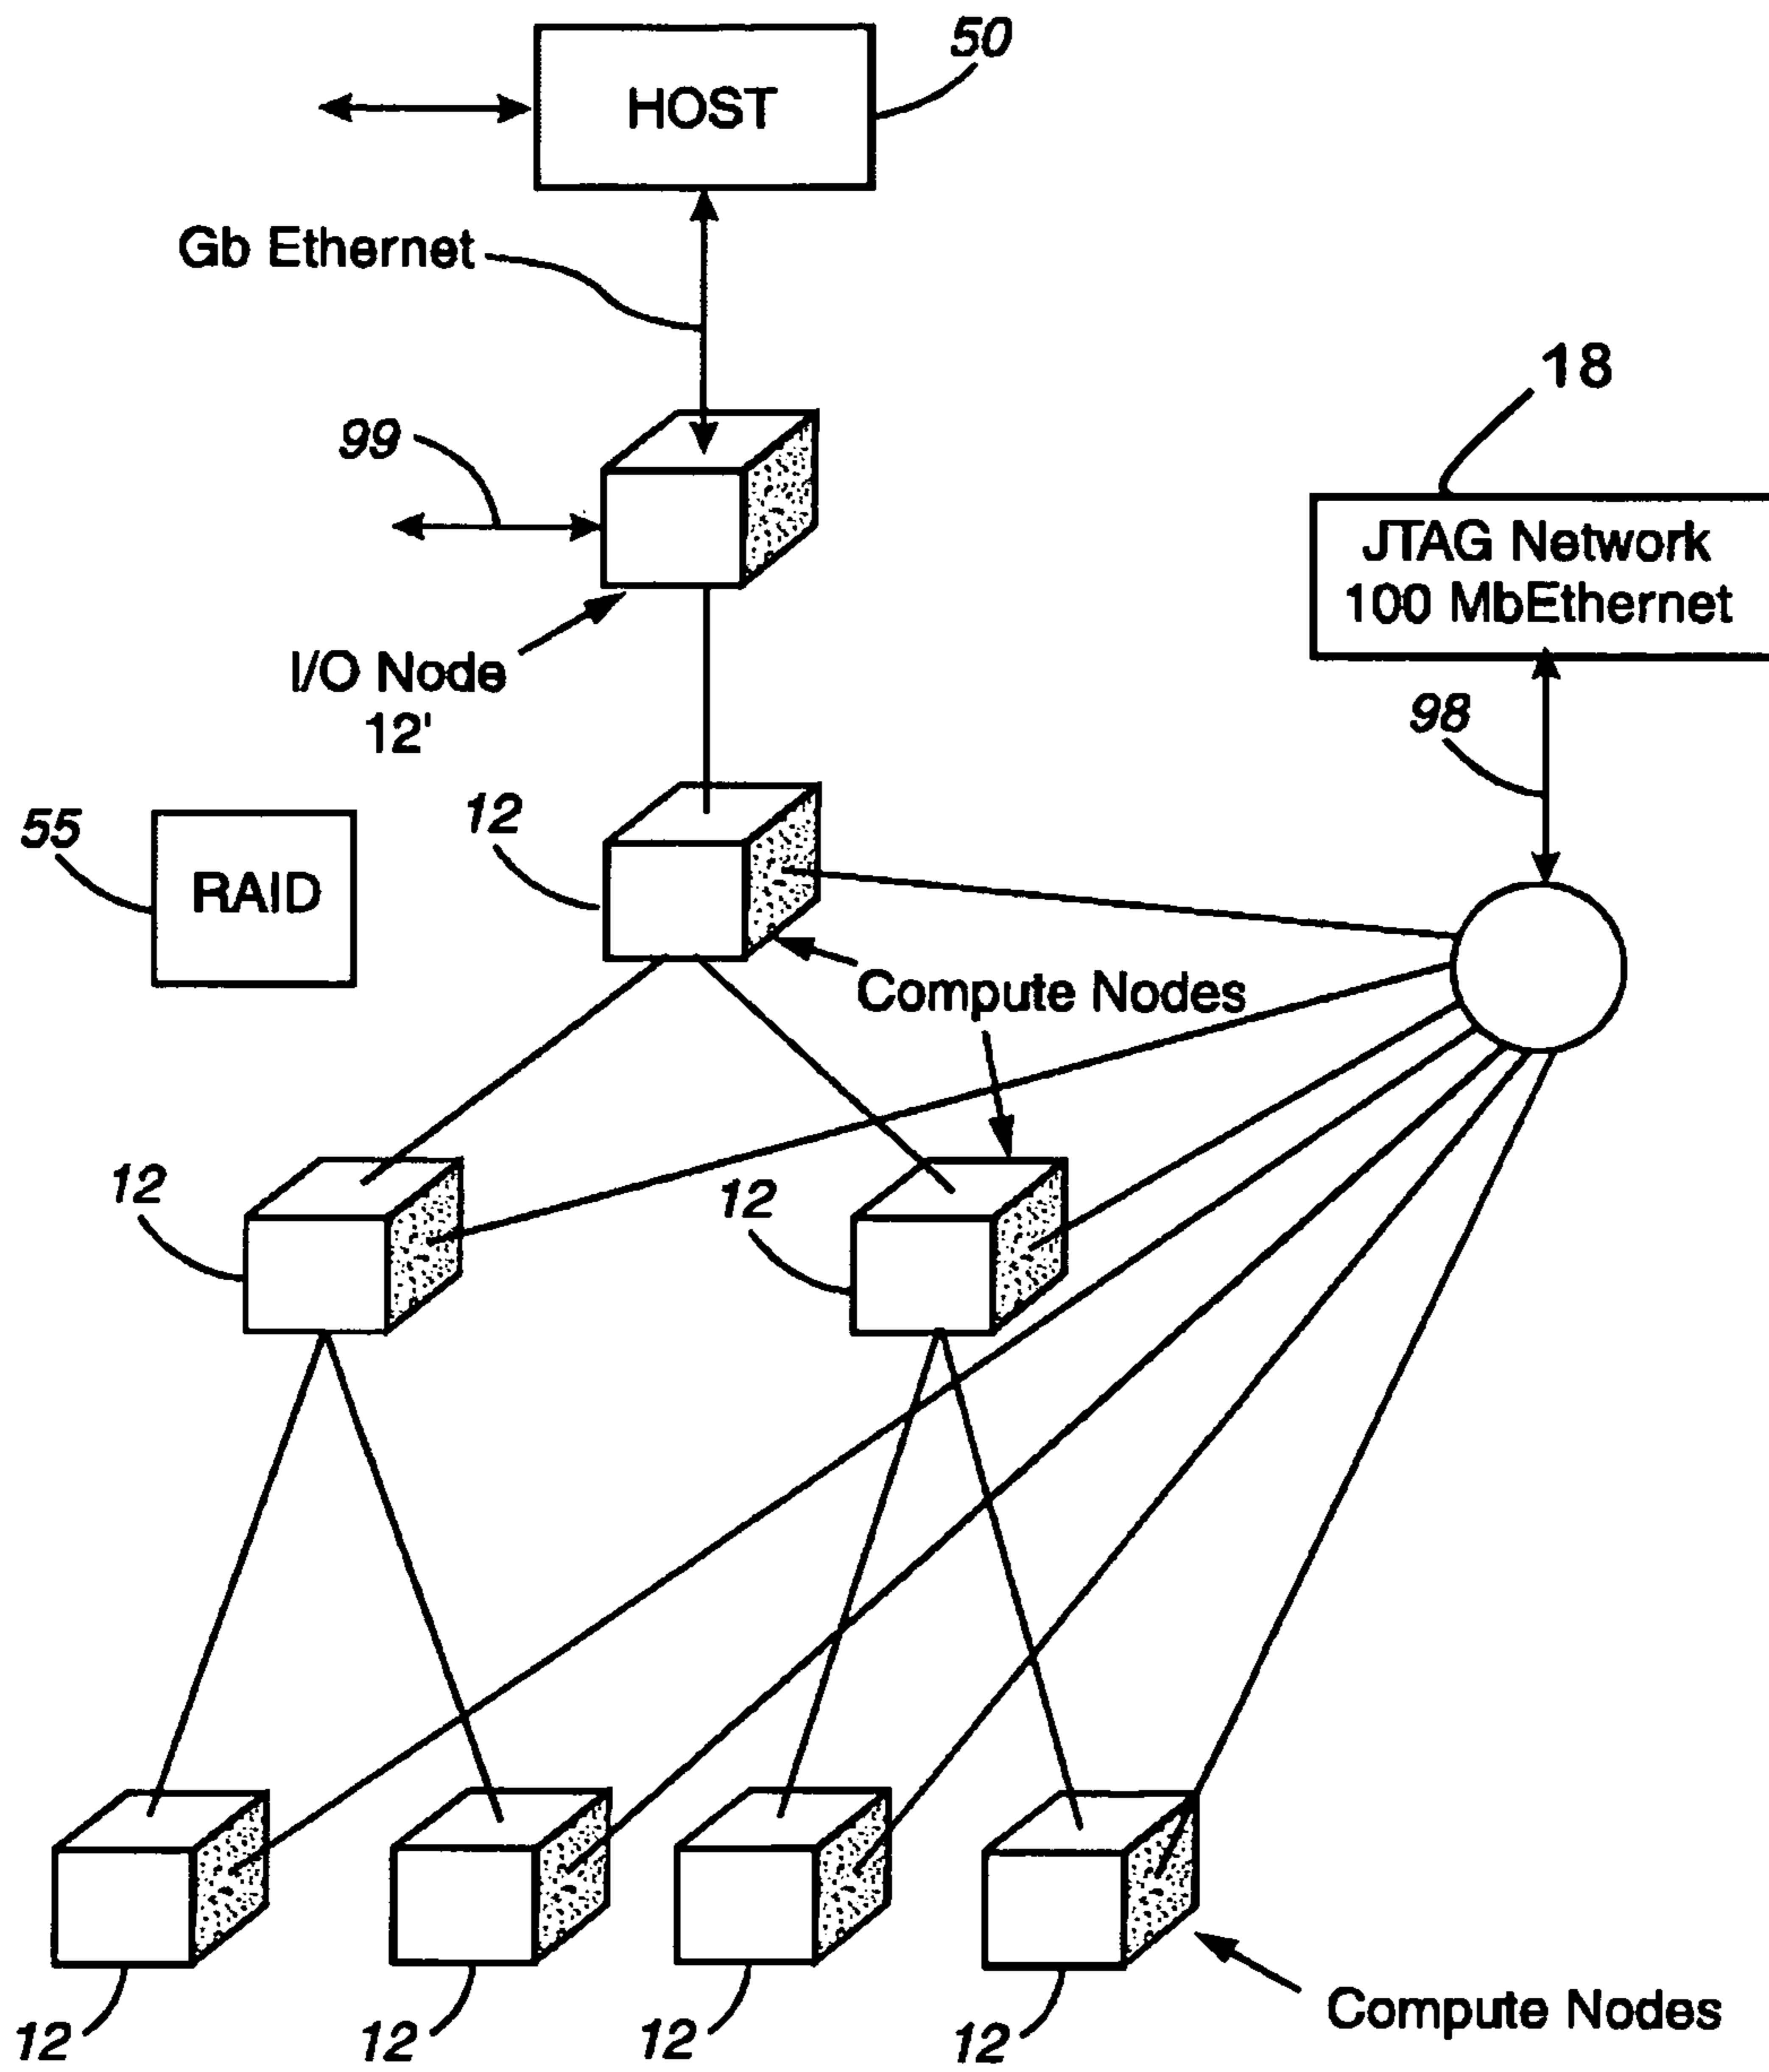 50
HOST
Gb Ethernet
18
99
JTAG Network
100 MbEthernet
I/O Node
12'
98
12
55
RAID
Compute Nodes
12
12
Compute Nodes
12
12
12
12